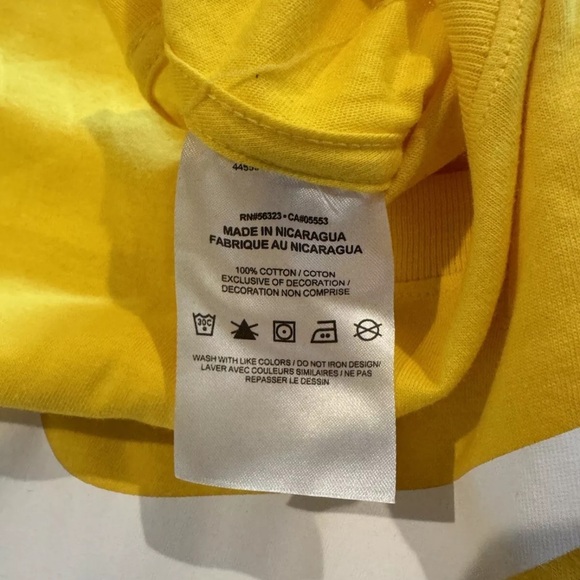 RN#56323 • CA#05553
MADE IN NICARAGUA
FABRIQUE AU NICARAGUA
100% COTTON / COTON
EXCLUSIVE OF DECORATION /
DECORATION NON COMPRISE
30C
WASH WITH LIKE COLORS / DO NOT IRON DESIGN/
LAVER AVEC COULEURS SIMILAIRES / NE PAS
REPASSER LE DESSIN